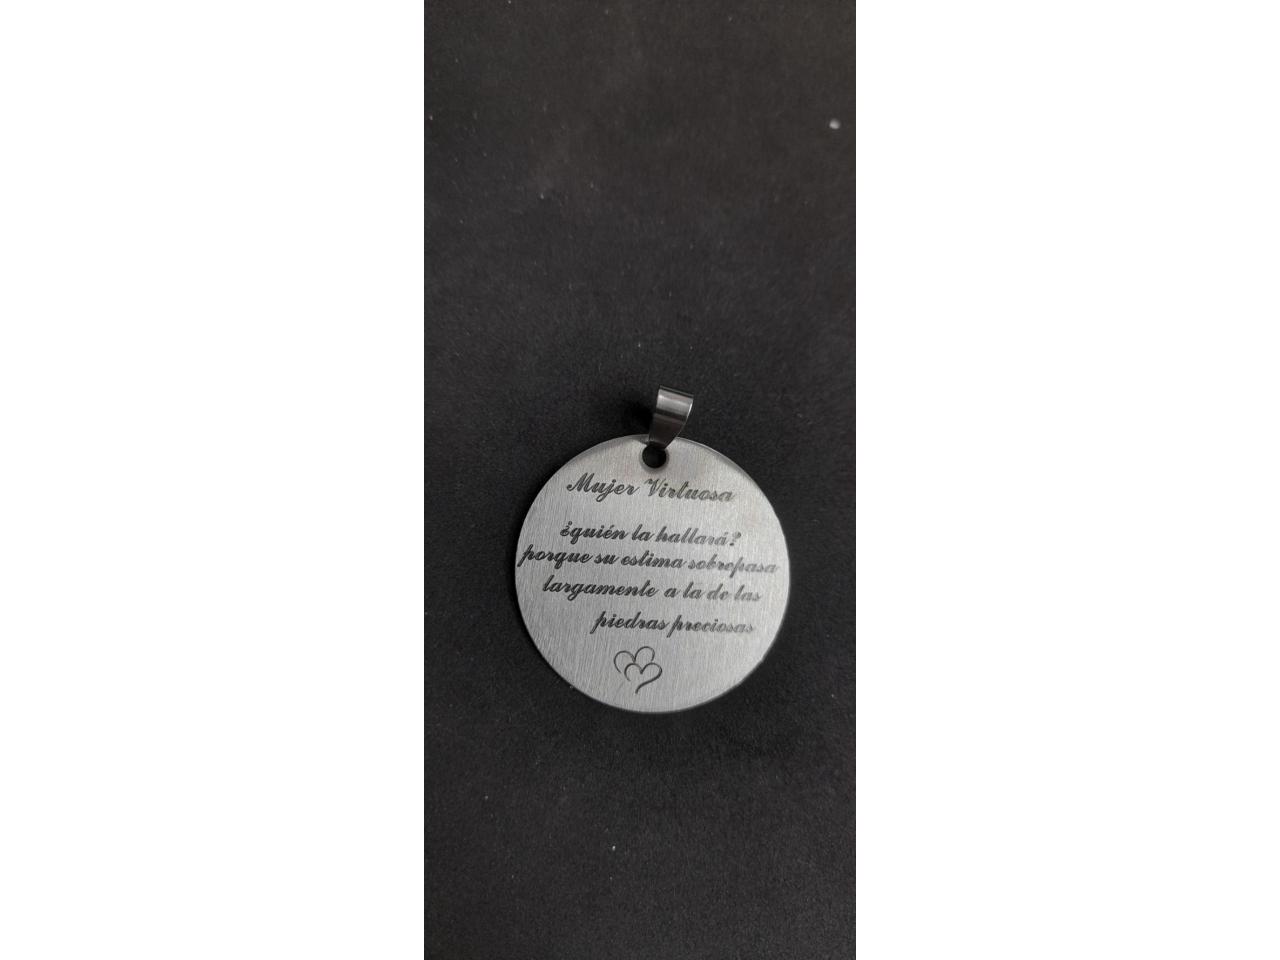 Mujer Virtuosa
¿quién la hallará?
porque su estima sobrepasa
largamente a la de las
piedras preciosas